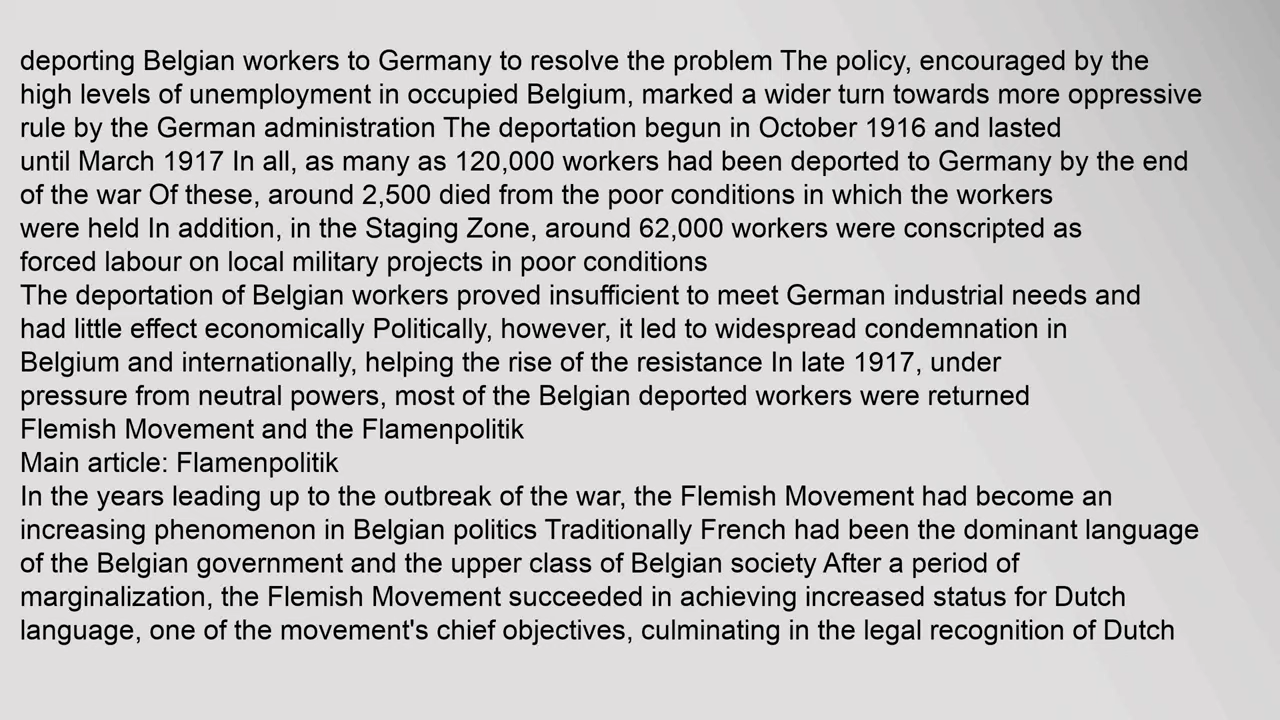 deporting Belgian workers to Germany to resolve the problem The policy, encouraged by the
high levels of unemployment in occupied Belgium, marked a wider turn towards more oppressive
rule by the German administration The deportation begun in October 1916 and lasted
until March 1917 In all, as many as 120,000 workers had been deported to Germany by the end
of the war Of these, around 2,500 died from the poor conditions in which the workers
were held In addition, in the Staging Zone, around 62,000 workers were conscripted as
forced labour on local military projects in poor conditions
The deportation of Belgian workers proved insufficient to meet German industrial needs and
had little effect economically Politically, however, it led to widespread condemnation in
Belgium and internationally, helping the rise of the resistance In late 1917, under
pressure from neutral powers, most of the Belgian deported workers were returned
Flemish Movement and the Flamenpolitik
Main article: Flamenpolitik
In the years leading up to the outbreak of the war, the Flemish Movement had become an
increasing phenomenon in Belgian politics Traditionally French had been the dominant language
of the Belgian government and the upper class of Belgian society After a period of
marginalization, the Flemish Movement succeeded in achieving increased status for Dutch
language, one of the movement's chief objectives, culminating in the legal recognition of Dutch